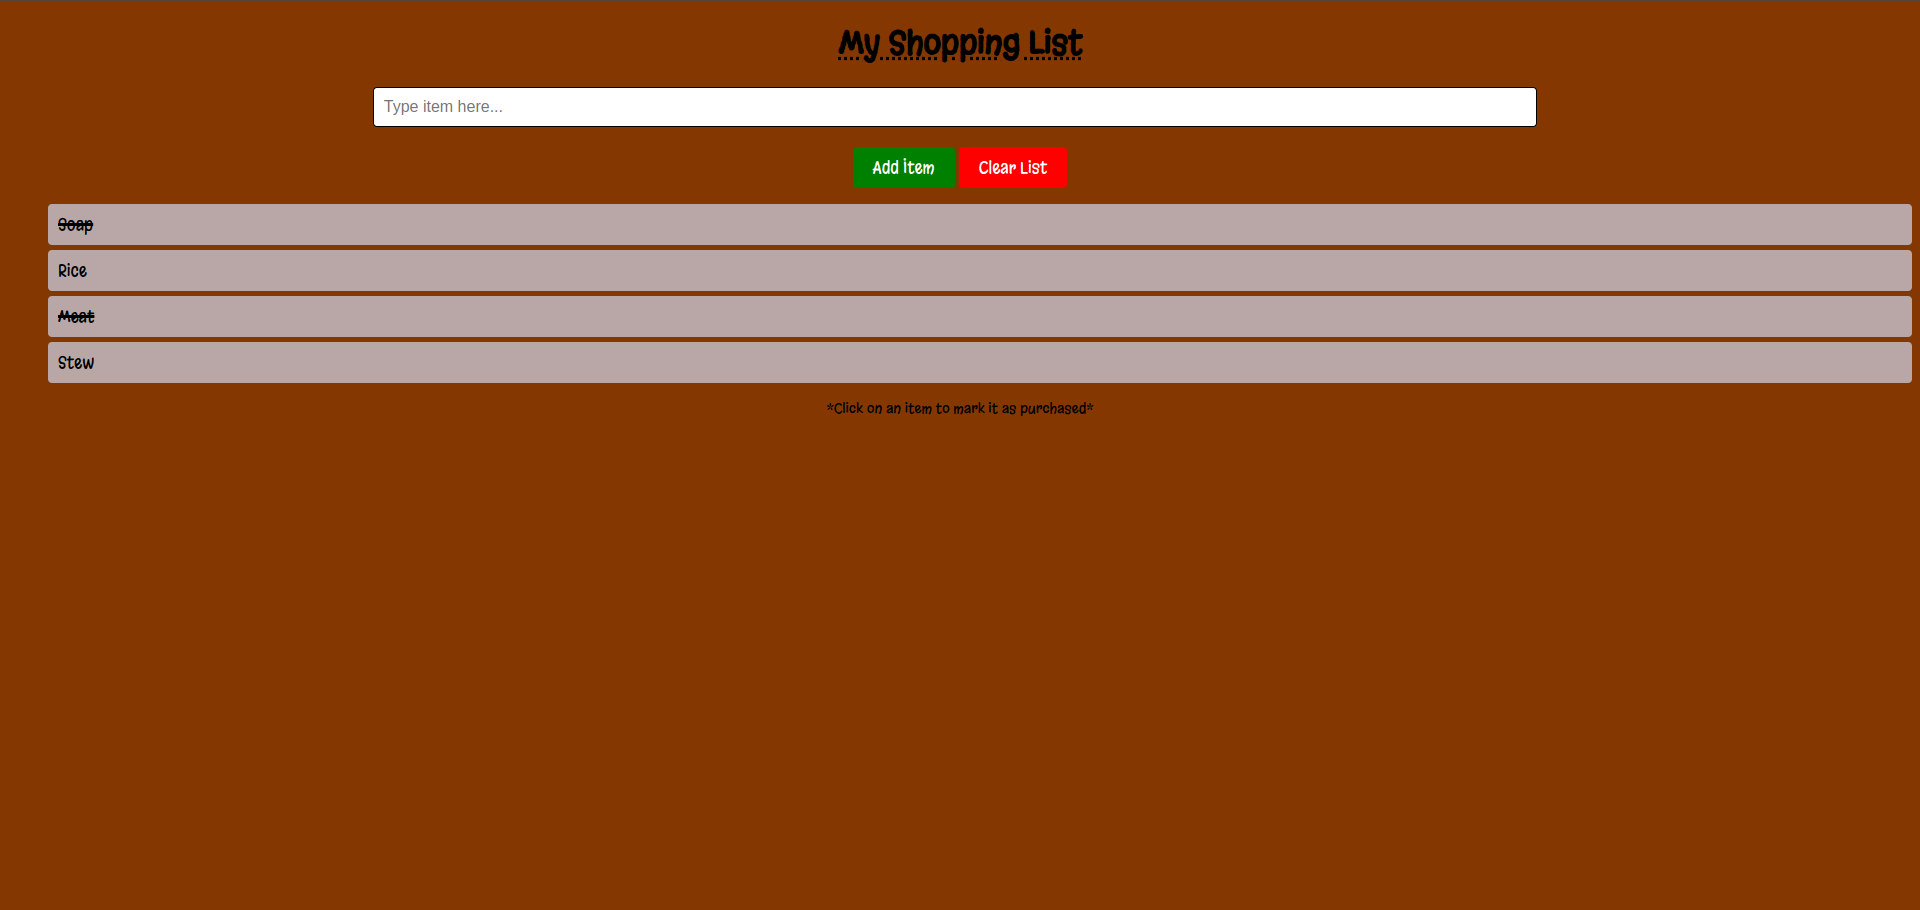 My Shopping List
Type item here...
Add item Clear List
Soap
Rice
Meat
Stew
*Click on an item to mark it as purchased*